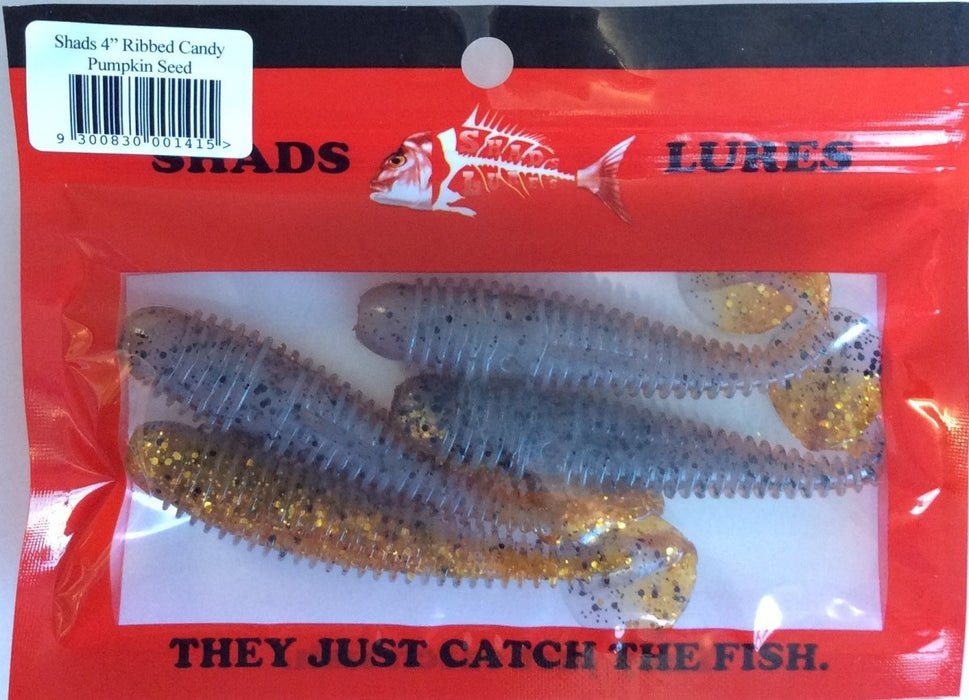 Shads 4” Ribbed Candy
Pumpkin Seed
9 300830 001415 >
SHADS LURES
SHADS
LURES
THEY JUST CATCH THE FISH.